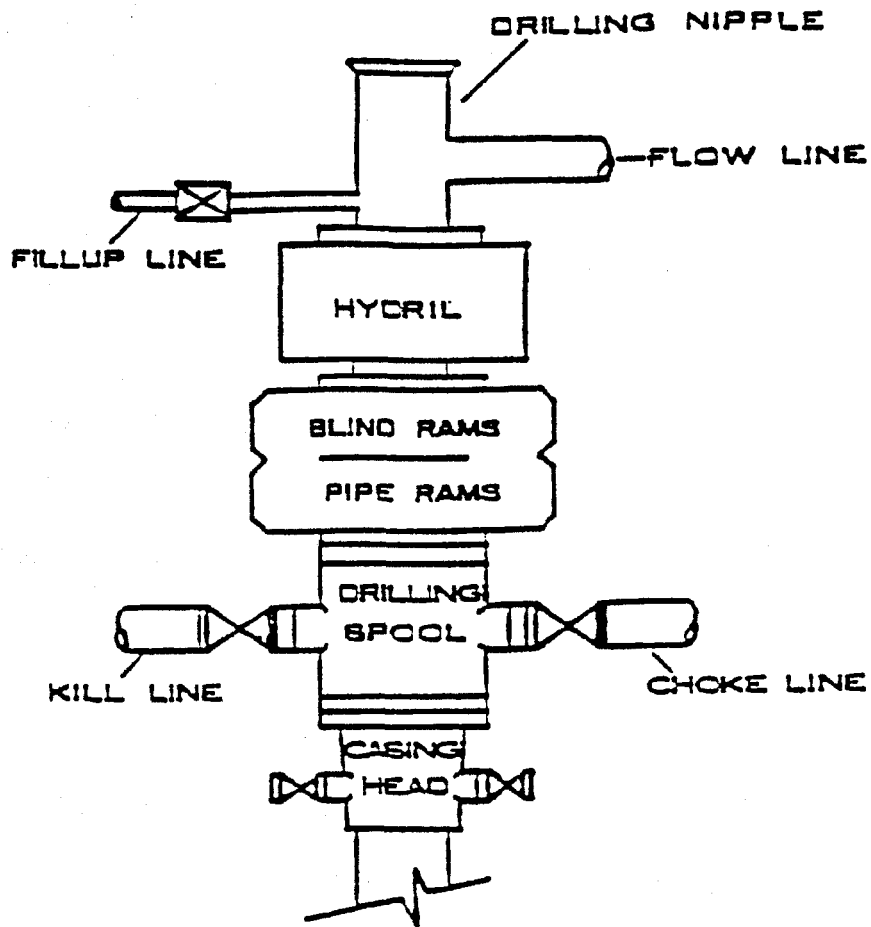 DRILLING NIPPLE
FLOW LINE
FILLUP LINE
HYDRIL
BLIND RAMS
PIPE RAMS
DRILLING
SPOOL
KILL LINE
CHOKE LINE
CASING
HEAD